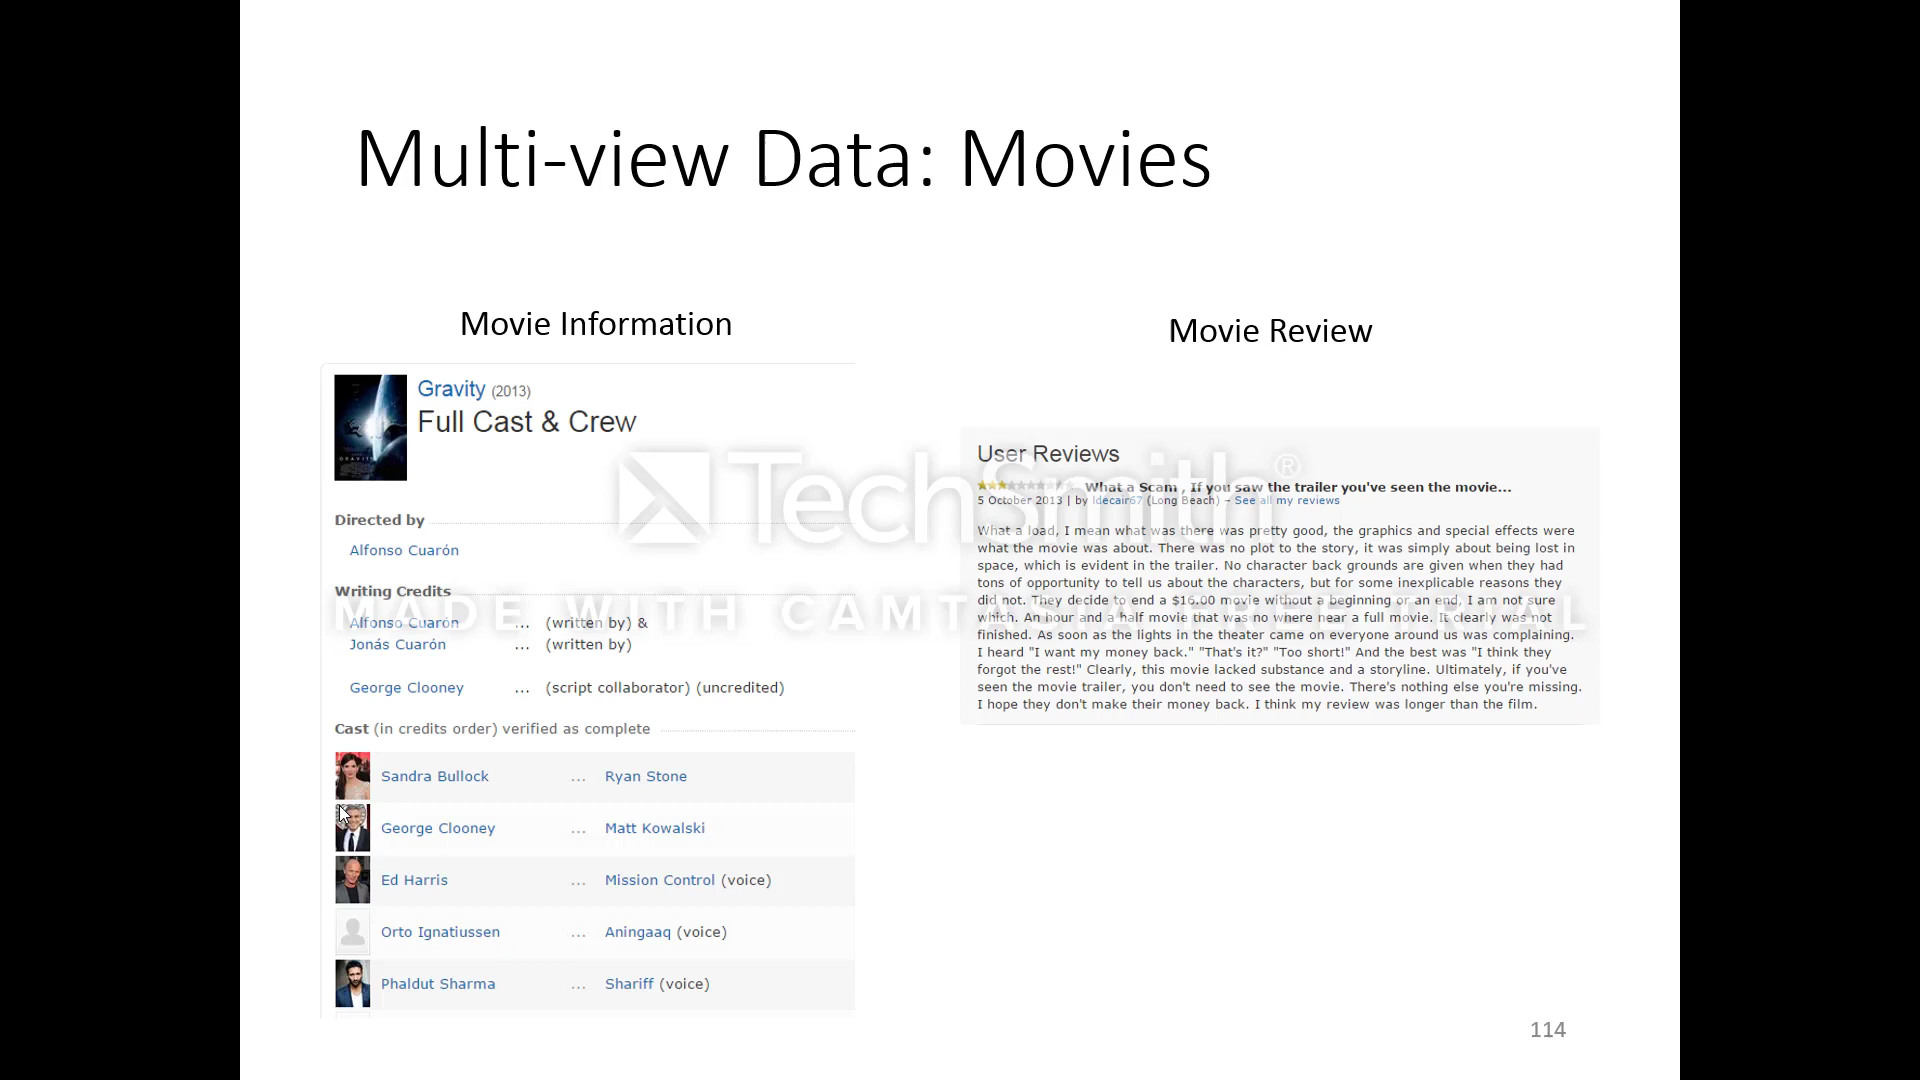 Multi-view Data: Movies
Movie Information
Gravity (2013)
Full Cast & Crew
GRAVITY
Directed by
Alfonso Cuarón
Writing Credits
Alfonso Cuarón ... (written by) &
Jonás Cuarón ... (written by)
George Clooney ... (script collaborator) (uncredited)
Cast (in credits order) verified as complete
Sandra Bullock ... Ryan Stone
George Clooney ... Matt Kowalski
Ed Harris ... Mission Control (voice)
Orto Ignatiussen ... Aningaaq (voice)
Phaldut Sharma ... Shariff (voice)
Movie Review
User Reviews
What a Scam , If you saw the trailer you've seen the movie...
5 October 2013 | by ldecair67 (Long Beach) – See all my reviews
What a load, I mean what was there was pretty good, the graphics and special effects were
what the movie was about. There was no plot to the story, it was simply about being lost in
space, which is evident in the trailer. No character back grounds are given when they had
tons of opportunity to tell us about the characters, but for some inexplicable reasons they
did not. They decide to end a $16.00 movie without a beginning or an end, I am not sure
which. An hour and a half movie that was no where near a full movie. It clearly was not
finished. As soon as the lights in the theater came on everyone around us was complaining.
I heard "I want my money back." "That's it?" "Too short!" And the best was "I think they
forgot the rest!" Clearly, this movie lacked substance and a storyline. Ultimately, if you've
seen the movie trailer, you don't need to see the movie. There's nothing else you're missing.
I hope they don't make their money back. I think my review was longer than the film.
TechSmith®
MADE WITH CAMTASIA FREE TRIAL
114